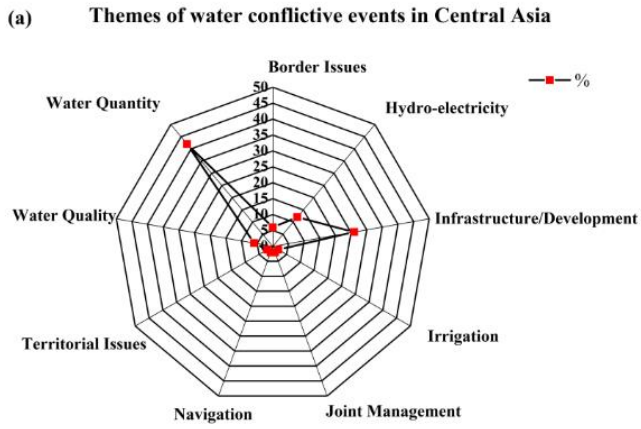 (a) Themes of water conflictive events in Central Asia
Border Issues
%
Hydro-electricity
Water Quantity
50
45
40
35
30
25
20
15
10
5
0
Water Quality
Infrastructure/Development
Irrigation
Territorial Issues
Joint Management
Navigation